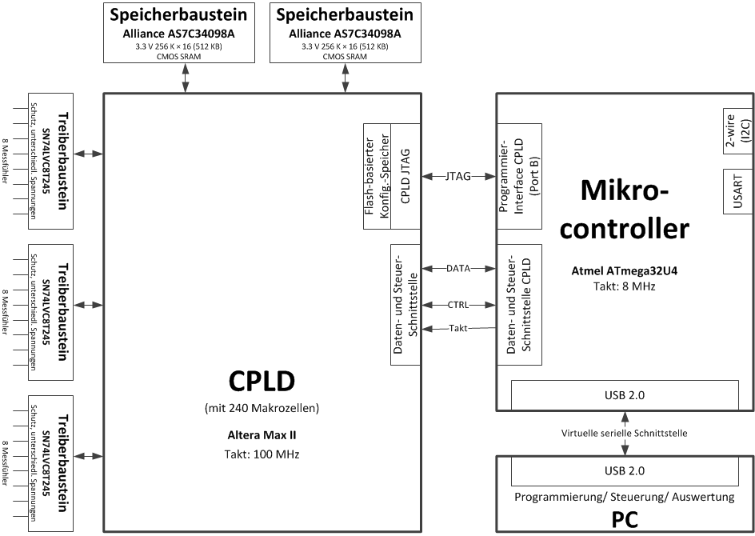 Speicherbaustein
Alliance AS7C34098A
3.3 V 256 K × 16 (512 KB)
CMOS SRAM
Speicherbaustein
Alliance AS7C34098A
3.3 V 256 K × 16 (512 KB)
CMOS SRAM
Treiberbaustein
SN74LVC8T245
Schutz, unterschiedl. Spannungen
8 Messfühler
Treiberbaustein
SN74LVC8T245
Schutz, unterschiedl. Spannungen
8 Messfühler
Treiberbaustein
SN74LVC8T245
Schutz, unterschiedl. Spannungen
8 Messfühler
CPLD
(mit 240 Makrozellen)
Altera Max II
Takt: 100 MHz
Flash-basierter
Konfig.-Speicher
CPLD JTAG
Daten- und Steuer-
Schnittstelle
JTAG
DATA
CTRL
Takt
Programmier-
Interface CPLD
(Port B)
Daten- und Steuer-
Schnittstelle CPLD
2-wire
(I2C)
USART
Mikro-
controller
Atmel ATmega32U4
Takt: 8 MHz
USB 2.0
Virtuelle serielle Schnittstelle
USB 2.0
Programmierung/ Steuerung/ Auswertung
PC